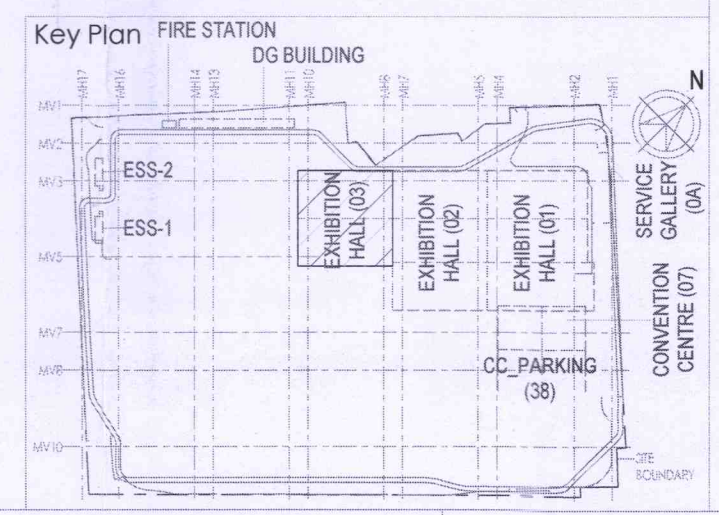 Key Plan
FIRE STATION
DG BUILDING
MH17
MH16
MH14
MH13
MH11
MH10
MH8
MH7
MH5
MH4
MH2
MH1
N
MV1
MV2
MV3
MV5
MV7
MV8
MV10
ESS-2
ESS-1
EXHIBITION
HALL (03)
EXHIBITION
HALL (02)
EXHIBITION
HALL (01)
SERVICE
GALLERY
(0A)
CONVENTION
CENTRE (07)
CC_PARKING
(38)
SITE
BOUNDARY